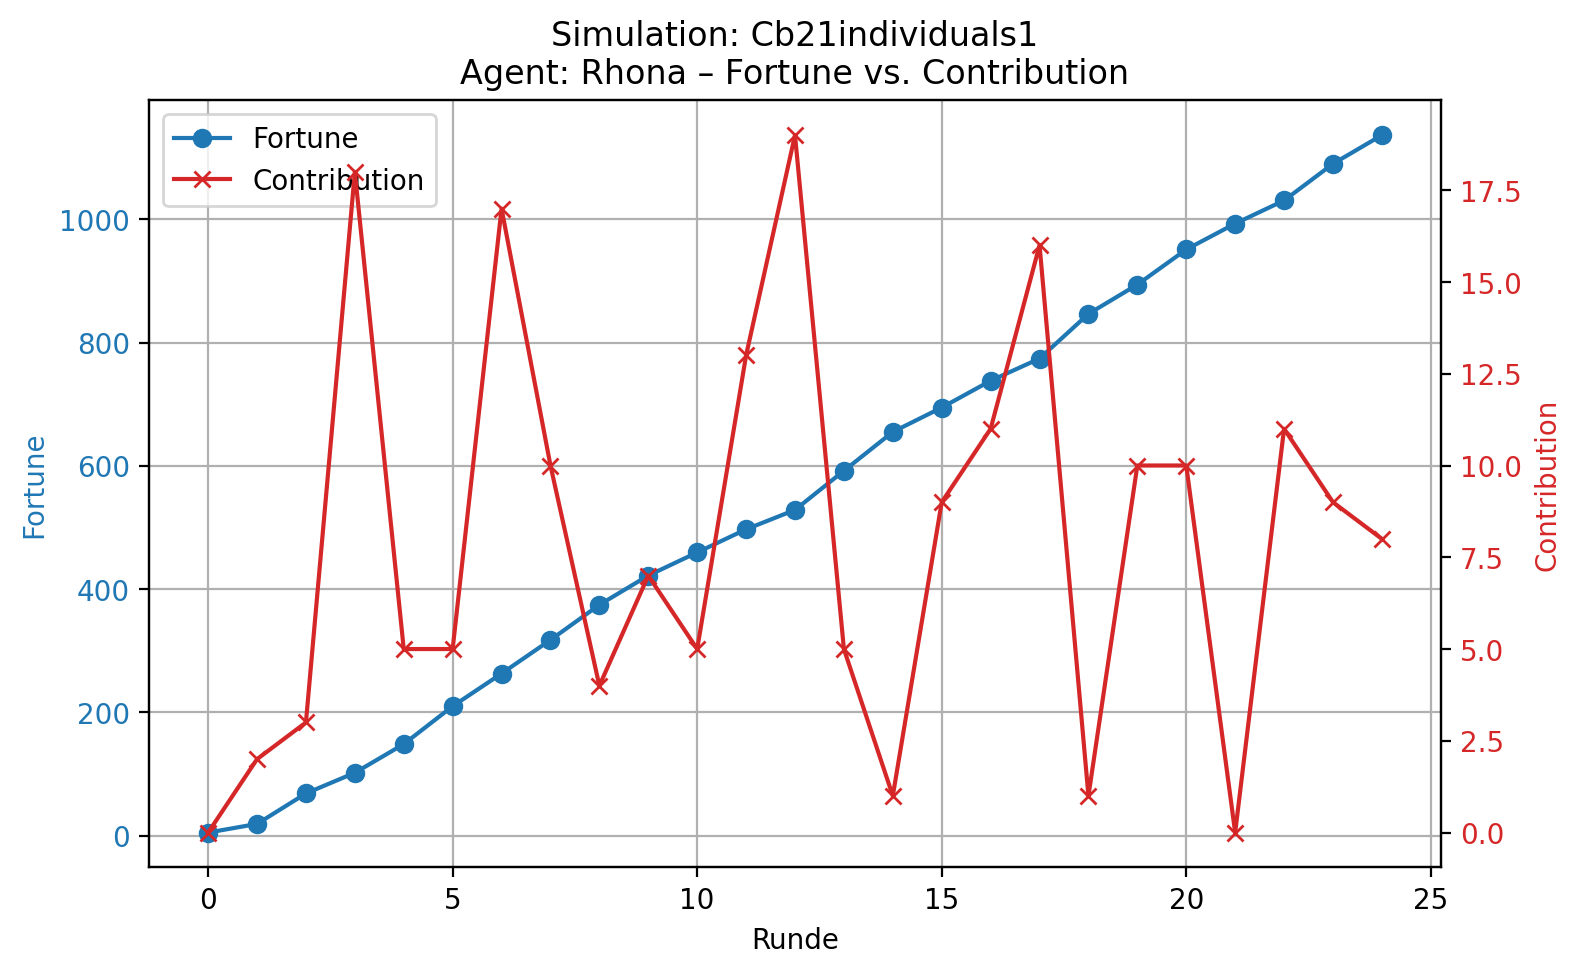 Simulation: Cb21individuals1
Agent: Rhona – Fortune vs. Contribution
Fortune
Contribution
1000
800
600
400
200
0
Fortune
17.5
15.0
12.5
10.0
7.5
5.0
2.5
0.0
Contribution
0 5 10 15 20 25
Runde